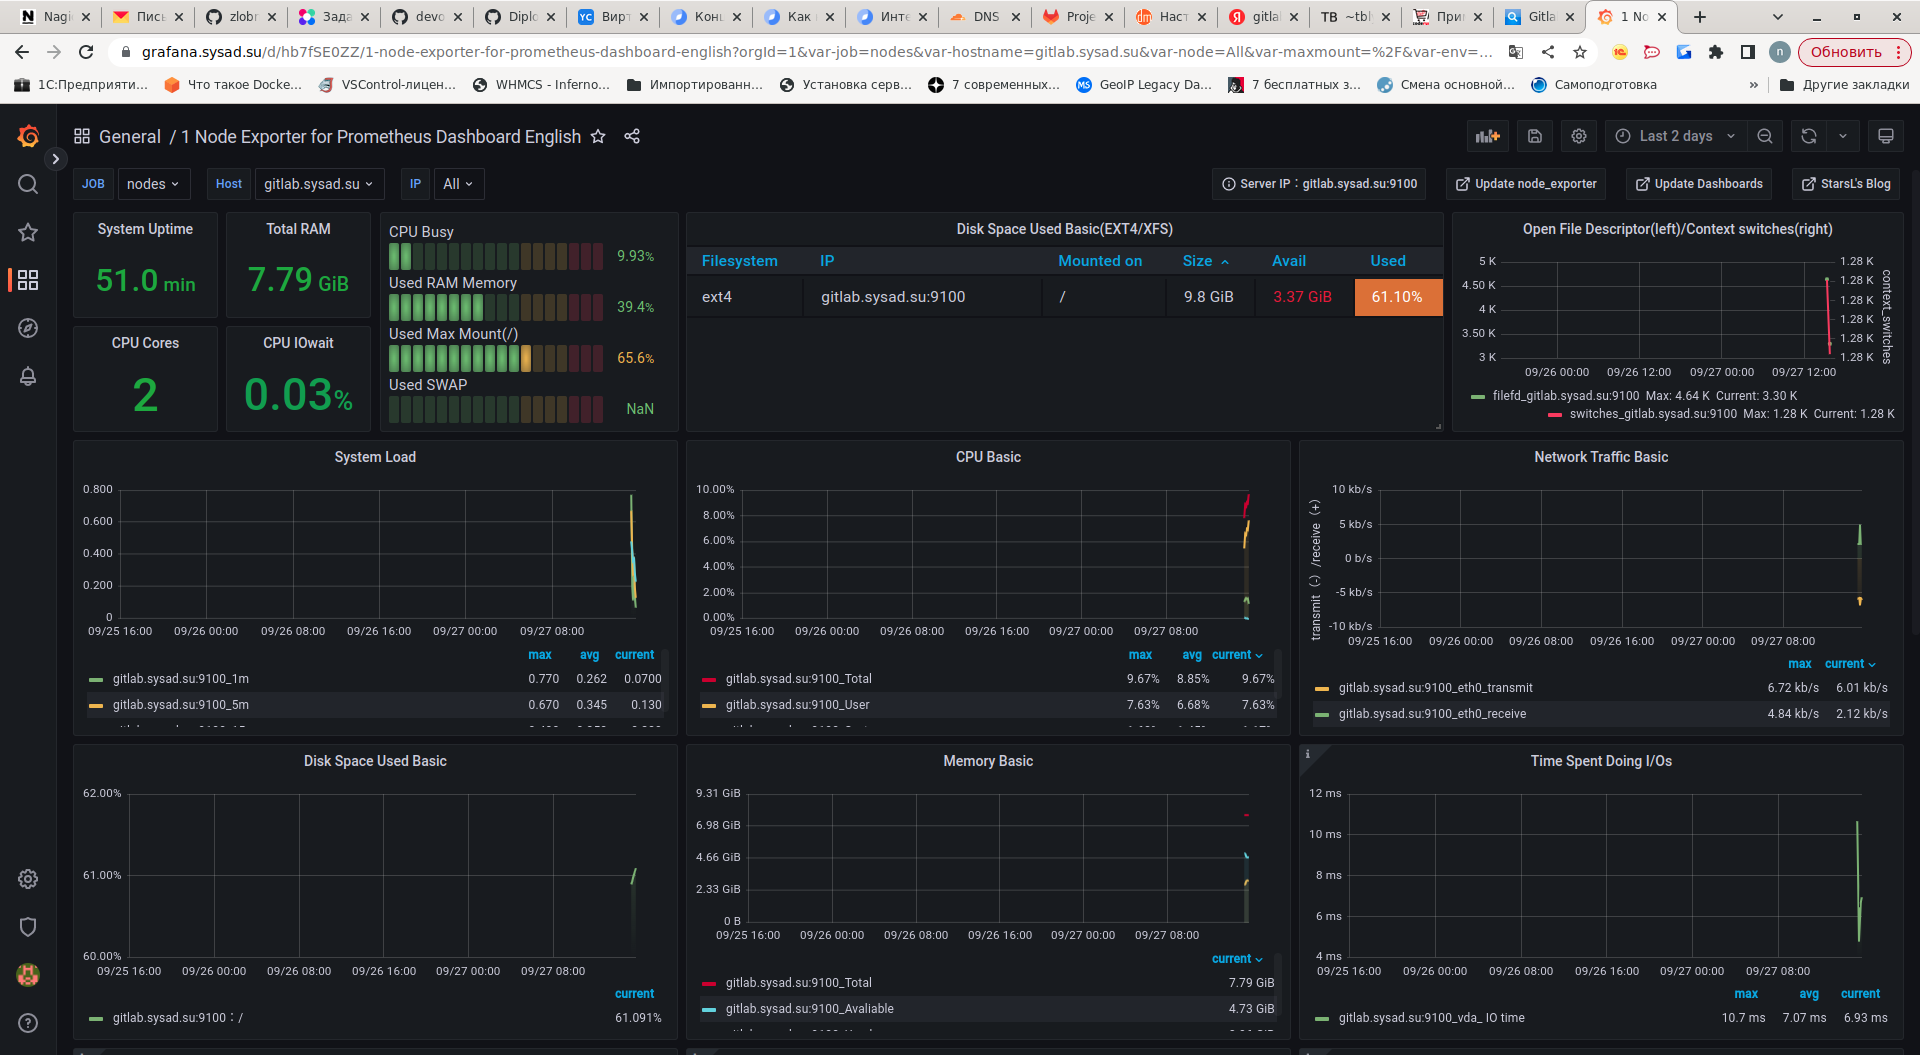 Nagi
Пись
zlobr
Зада
devo
Diplo
YC Вирт
Конц
Как
Инте
DNS
Proje
dm Наст
gitla
TB ~tbl
При
Gitla
1 No
grafana.sysad.su/d/hb7fSE0ZZ/1-node-exporter-for-prometheus-dashboard-english?orgId=1&var-job=nodes&var-hostname=gitlab.sysad.su&var-node=All&var-maxmount=%2F&var-env=...
n
Обновить
1С:Предприяти...
Что такое Docke...
VSControl-лицен...
WHMCS - Inferno...
Импортированн...
Установка серв...
7 современных...
MS GeoIP Legacy Da...
7 бесплатных з...
Смена основной...
Самоподготовка
»
Другие закладки
General / 1 Node Exporter for Prometheus Dashboard English
Last 2 days
JOB nodes
Host gitlab.sysad.su
IP All
Server IP : gitlab.sysad.su:9100
Update node_exporter
Update Dashboards
StarsL's Blog
System Uptime
51.0 min
Total RAM
7.79 GiB
CPU Cores
2
CPU IOwait
0.03%
CPU Busy
9.93%
Used RAM Memory
39.4%
Used Max Mount(/)
65.6%
Used SWAP
NaN
Disk Space Used Basic(EXT4/XFS)
Filesystem IP Mounted on Size Avail Used
ext4 gitlab.sysad.su:9100 / 9.8 GiB 3.37 GiB 61.10%
Open File Descriptor(left)/Context switches(right)
5 K
4.50 K
4 K
3.50 K
3 K
1.28 K
1.28 K
1.28 K
1.28 K
1.28 K
1.28 K
context_switches
09/26 00:00 09/26 12:00 09/27 00:00 09/27 12:00
filefd_gitlab.sysad.su:9100 Max: 4.64 K Current: 3.30 K
switches_gitlab.sysad.su:9100 Max: 1.28 K Current: 1.28 K
System Load
0.800
0.600
0.400
0.200
0
09/25 16:00 09/26 00:00 09/26 08:00 09/26 16:00 09/27 00:00 09/27 08:00
max avg current
gitlab.sysad.su:9100_1m 0.770 0.262 0.0700
gitlab.sysad.su:9100_5m 0.670 0.345 0.130
CPU Basic
10.00%
8.00%
6.00%
4.00%
2.00%
0.00%
09/25 16:00 09/26 00:00 09/26 08:00 09/26 16:00 09/27 00:00 09/27 08:00
max avg current
gitlab.sysad.su:9100_Total 9.67% 8.85% 9.67%
gitlab.sysad.su:9100_User 7.63% 6.68% 7.63%
Network Traffic Basic
transmit (-) /receive (+)
10 kb/s
5 kb/s
0 b/s
-5 kb/s
-10 kb/s
09/25 16:00 09/26 00:00 09/26 08:00 09/26 16:00 09/27 00:00 09/27 08:00
max current
gitlab.sysad.su:9100_eth0_transmit 6.72 kb/s 6.01 kb/s
gitlab.sysad.su:9100_eth0_receive 4.84 kb/s 2.12 kb/s
Disk Space Used Basic
62.00%
61.00%
60.00%
09/25 16:00 09/26 00:00 09/26 08:00 09/26 16:00 09/27 00:00 09/27 08:00
current
gitlab.sysad.su:9100 : / 61.091%
Memory Basic
9.31 GiB
6.98 GiB
4.66 GiB
2.33 GiB
0 B
09/25 16:00 09/26 00:00 09/26 08:00 09/26 16:00 09/27 00:00 09/27 08:00
current
gitlab.sysad.su:9100_Total 7.79 GiB
gitlab.sysad.su:9100_Avaliable 4.73 GiB
Time Spent Doing I/Os
12 ms
10 ms
8 ms
6 ms
4 ms
09/25 16:00 09/26 00:00 09/26 08:00 09/26 16:00 09/27 00:00 09/27 08:00
max avg current
gitlab.sysad.su:9100_vda_ IO time 10.7 ms 7.07 ms 6.93 ms